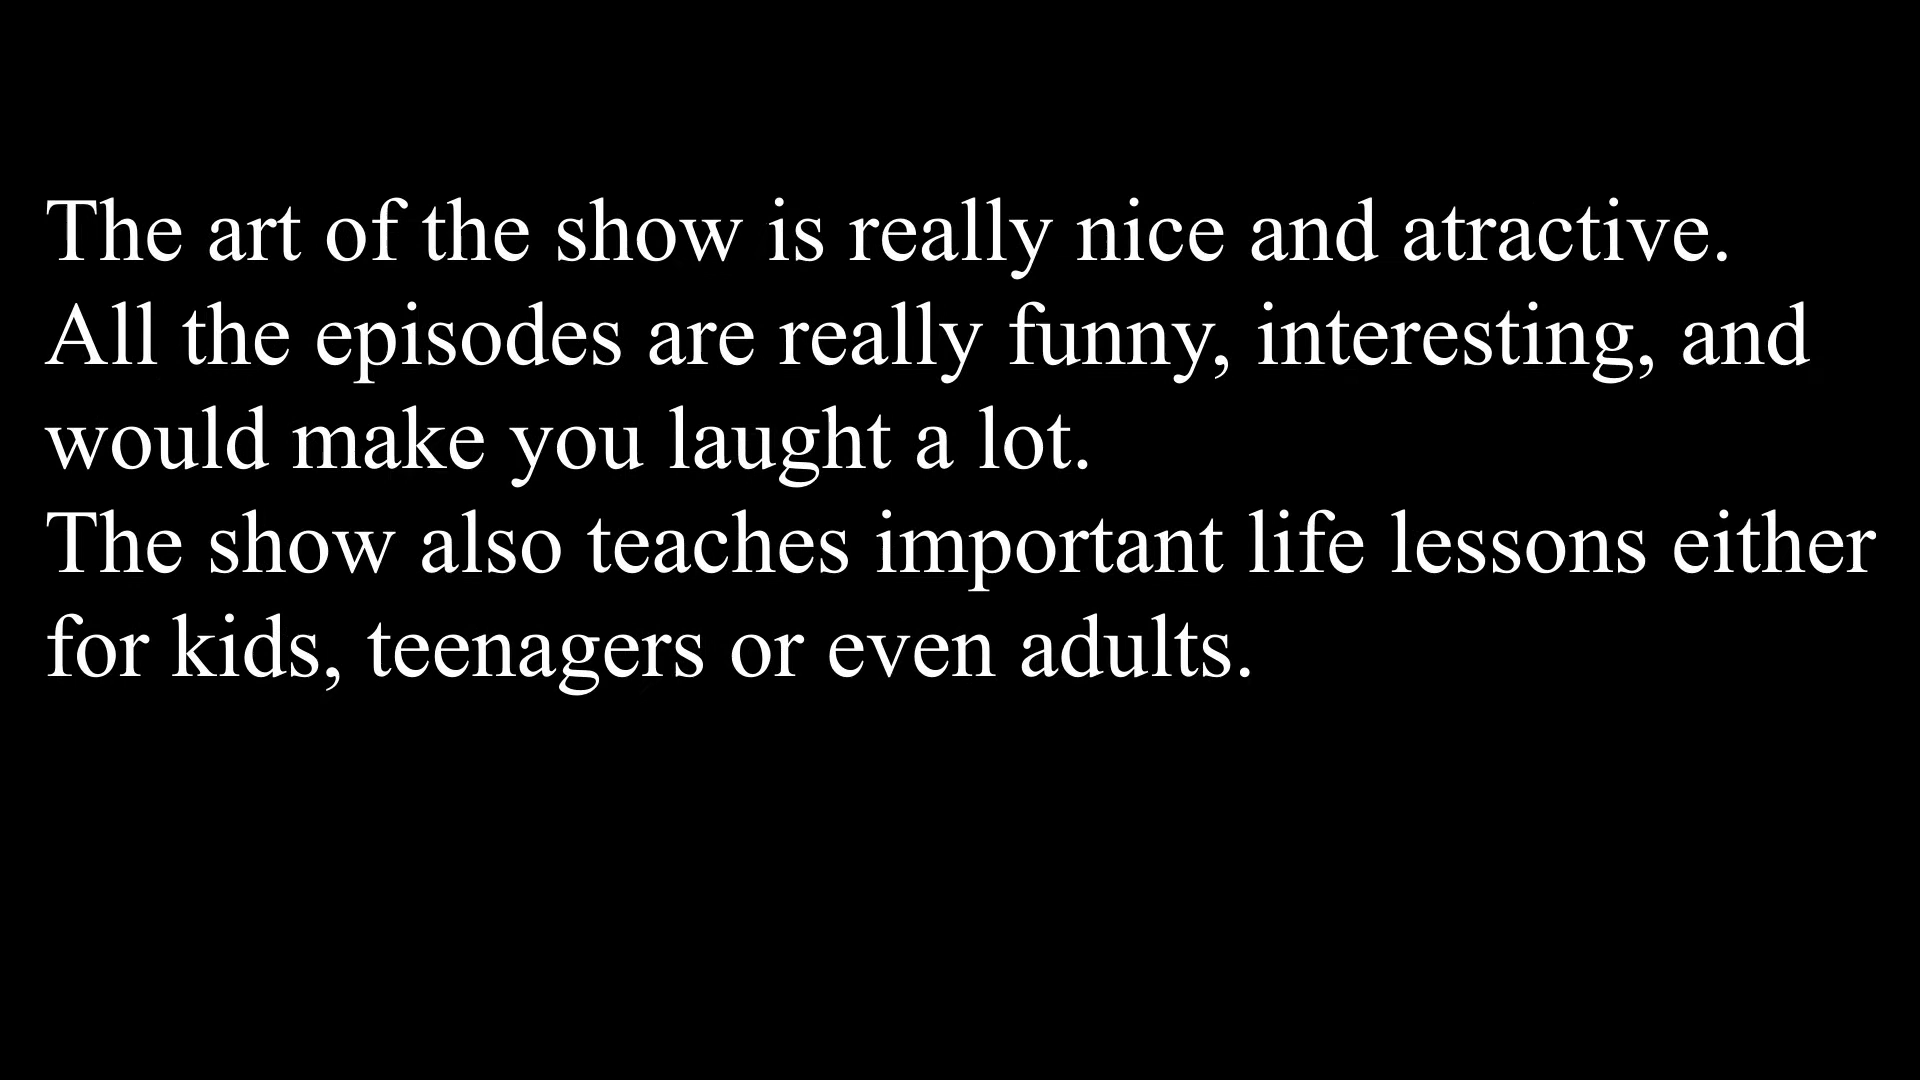 The art of the show is really nice and atractive.
All the episodes are really funny, interesting, and
would make you laught a lot.
The show also teaches important life lessons either
for kids, teenagers or even adults.